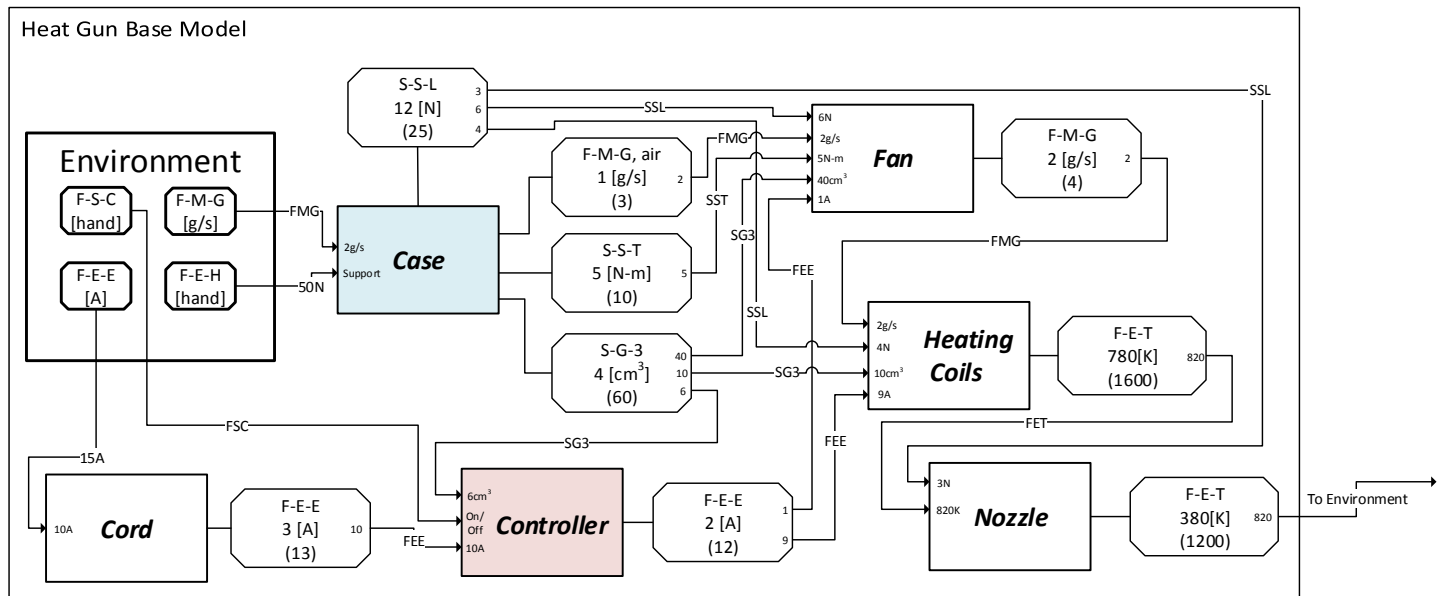 Heat Gun Base Model
S-S-L
12 [N]
(25)
3
6
4
SSL
SSL
Environment
F-S-C
[hand]
F-M-G
[g/s]
F-E-E
[A]
F-E-H
[hand]
FMG
50N
2g/s
Support
Case
F-M-G, air
1 [g/s]
(3)
2
FMG
S-S-T
5 [N-m]
(10)
5
SST
S-G-3
4 [cm³]
(60)
40
10
6
SG3
SG3
SG3
SSL
FEE
6N
2g/s
5N-m
40cm³
1A
Fan
F-M-G
2 [g/s]
(4)
2
FMG
2g/s
4N
10cm³
9A
Heating
Coils
F-E-T
780[K]
(1600)
820
FET
FSC
15A
10A
Cord
F-E-E
3 [A]
(13)
10
FEE
6cm³
On/
Off
10A
Controller
F-E-E
2 [A]
(12)
1
9
FEE
3N
820K
Nozzle
F-E-T
380[K]
(1200)
820
To Environment